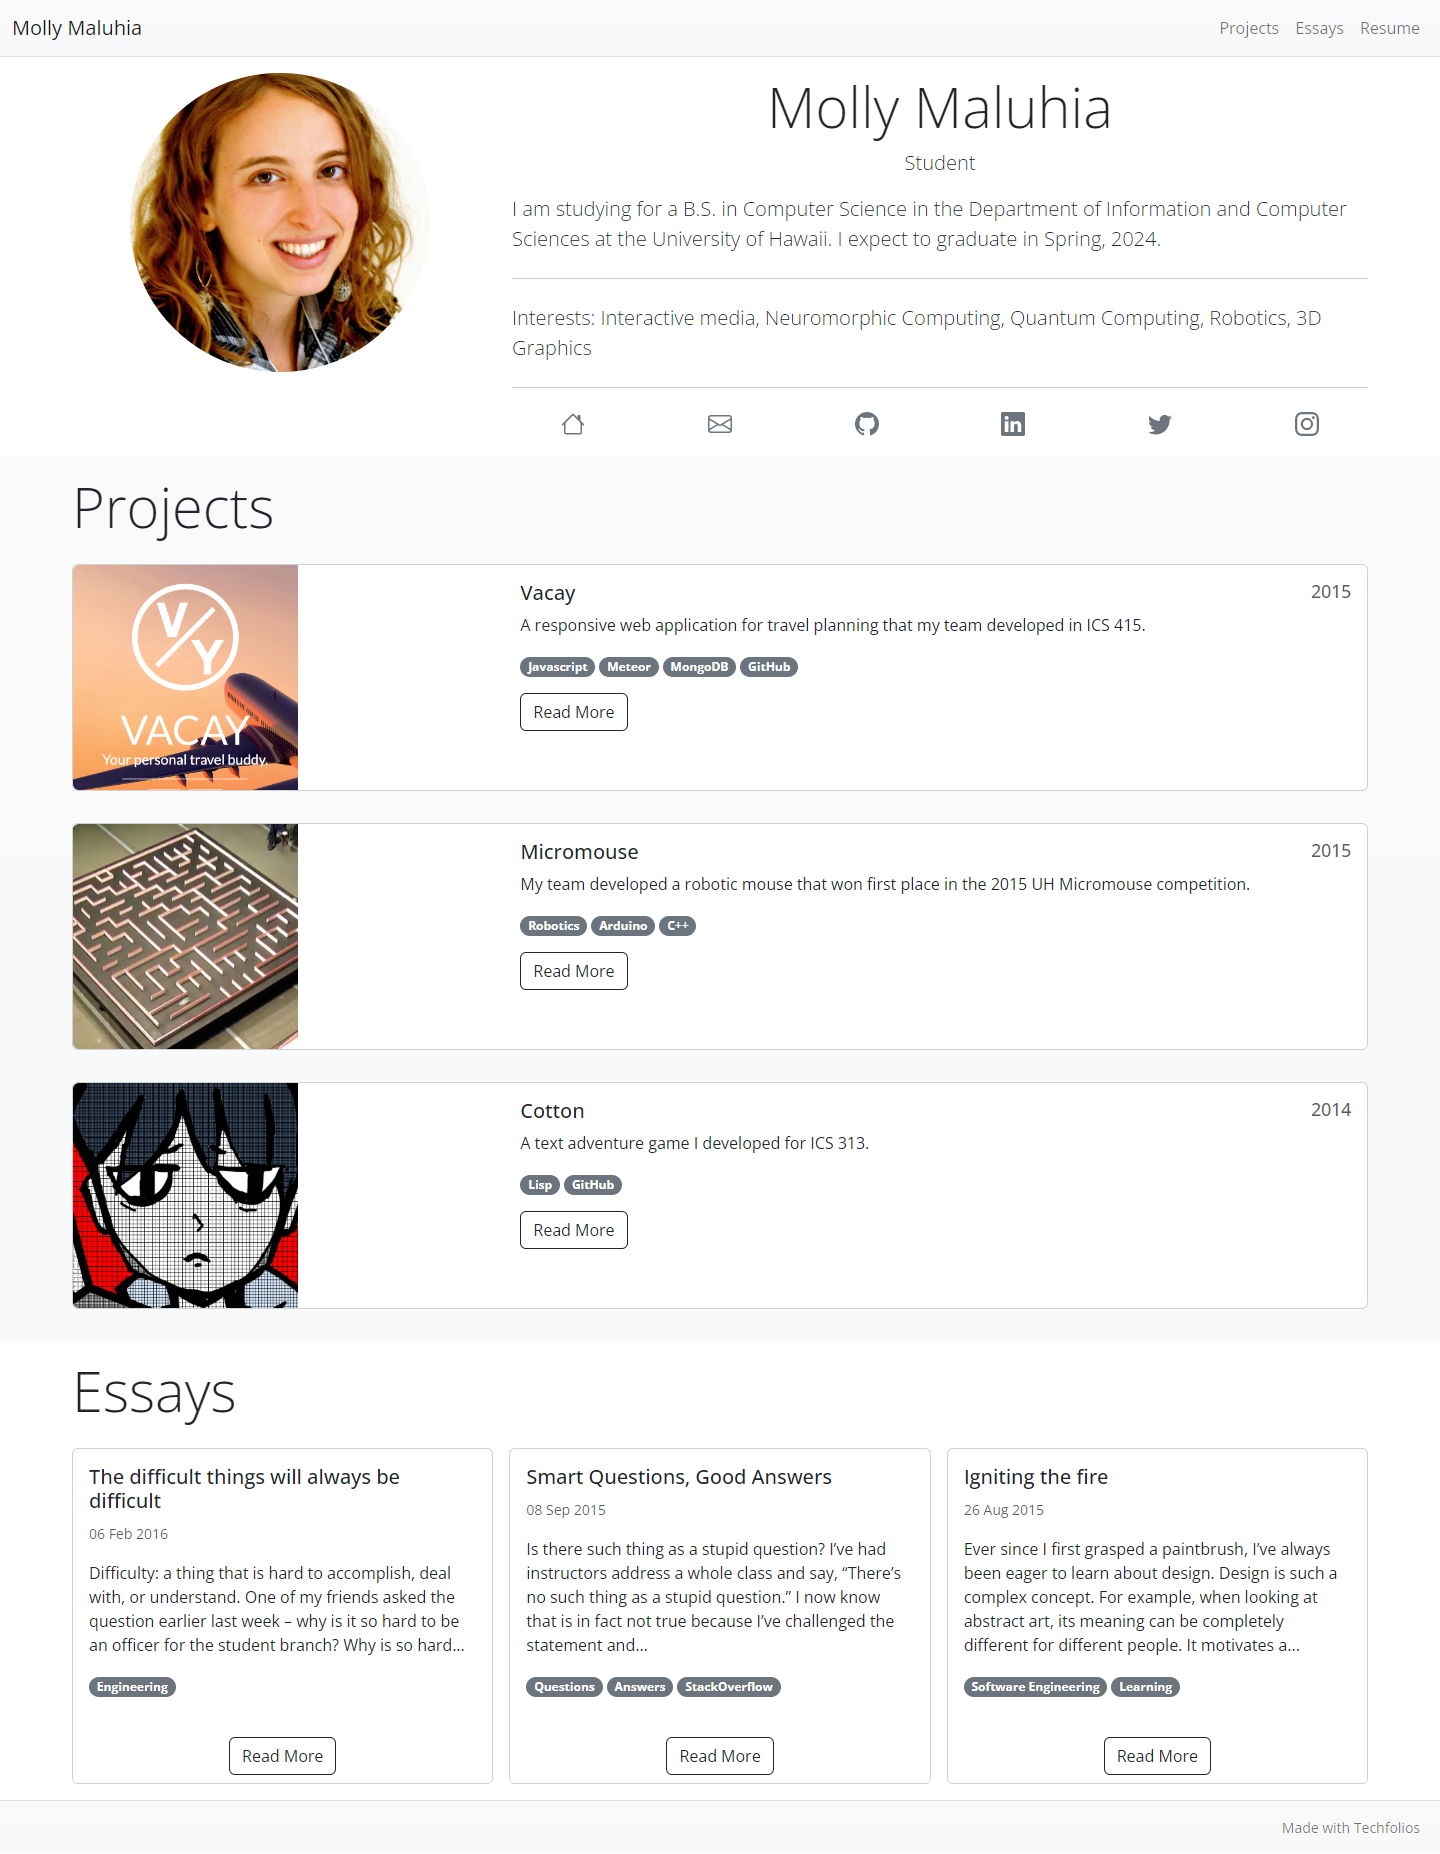 Molly Maluhia
Projects Essays Resume
Molly Maluhia
Student
I am studying for a B.S. in Computer Science in the Department of Information and Computer
Sciences at the University of Hawaii. I expect to graduate in Spring, 2024.
Interests: Interactive media, Neuromorphic Computing, Quantum Computing, Robotics, 3D
Graphics
Projects
VY
VACAY
Your personal travel buddy.
Vacay
2015
A responsive web application for travel planning that my team developed in ICS 415.
Javascript Meteor MongoDB GitHub
Read More
Micromouse
2015
My team developed a robotic mouse that won first place in the 2015 UH Micromouse competition.
Robotics Arduino C++
Read More
Cotton
2014
A text adventure game I developed for ICS 313.
Lisp GitHub
Read More
Essays
The difficult things will always be
difficult
06 Feb 2016
Difficulty: a thing that is hard to accomplish, deal
with, or understand. One of my friends asked the
question earlier last week – why is it so hard to be
an officer for the student branch? Why is so hard...
Engineering
Read More
Smart Questions, Good Answers
08 Sep 2015
Is there such thing as a stupid question? I’ve had
instructors address a whole class and say, “There’s
no such thing as a stupid question.” I now know
that is in fact not true because I’ve challenged the
statement and...
Questions Answers StackOverflow
Read More
Igniting the fire
26 Aug 2015
Ever since I first grasped a paintbrush, I’ve always
been eager to learn about design. Design is such a
complex concept. For example, when looking at
abstract art, its meaning can be completely
different for different people. It motivates a...
Software Engineering Learning
Read More
Made with Techfolios